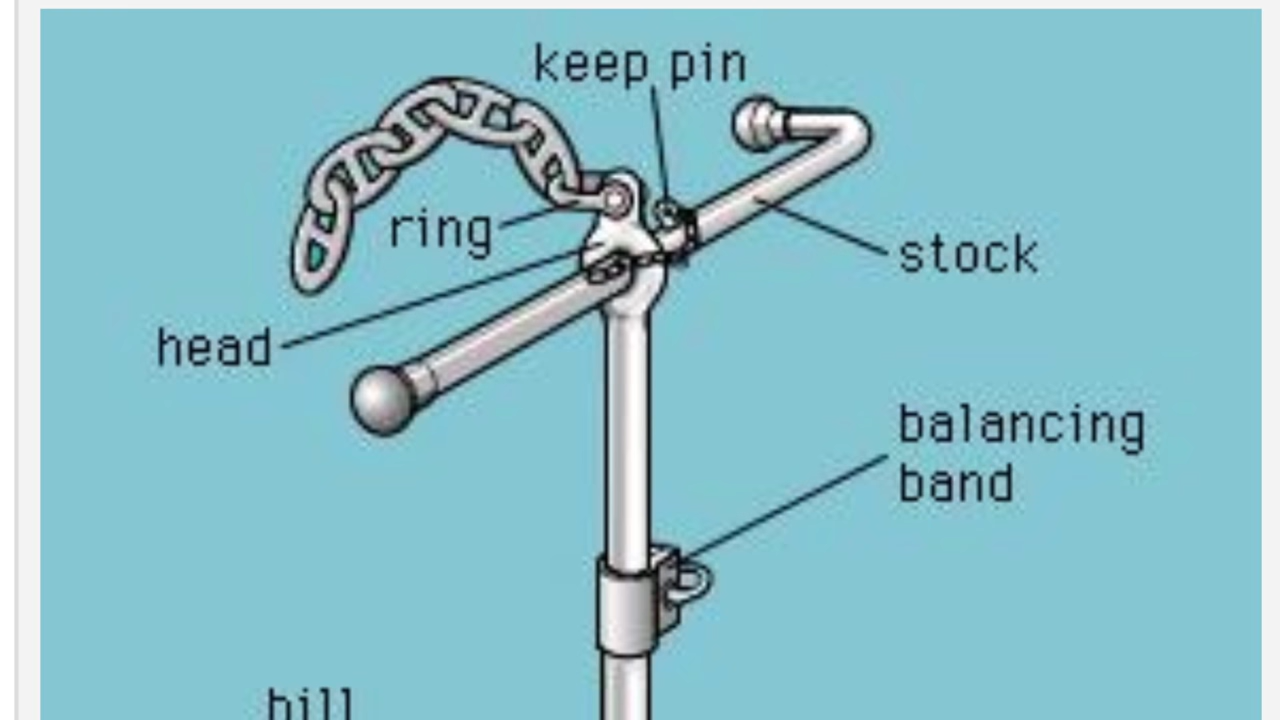 keep pin
ring
stock
head
balancing
band
bill